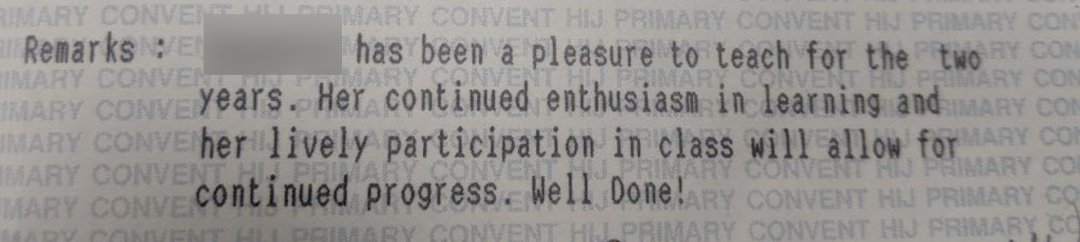 Remarks : has been a pleasure to teach for the two
years. Her continued enthusiasm in learning and
her lively participation in class will allow for
continued progress. Well Done!